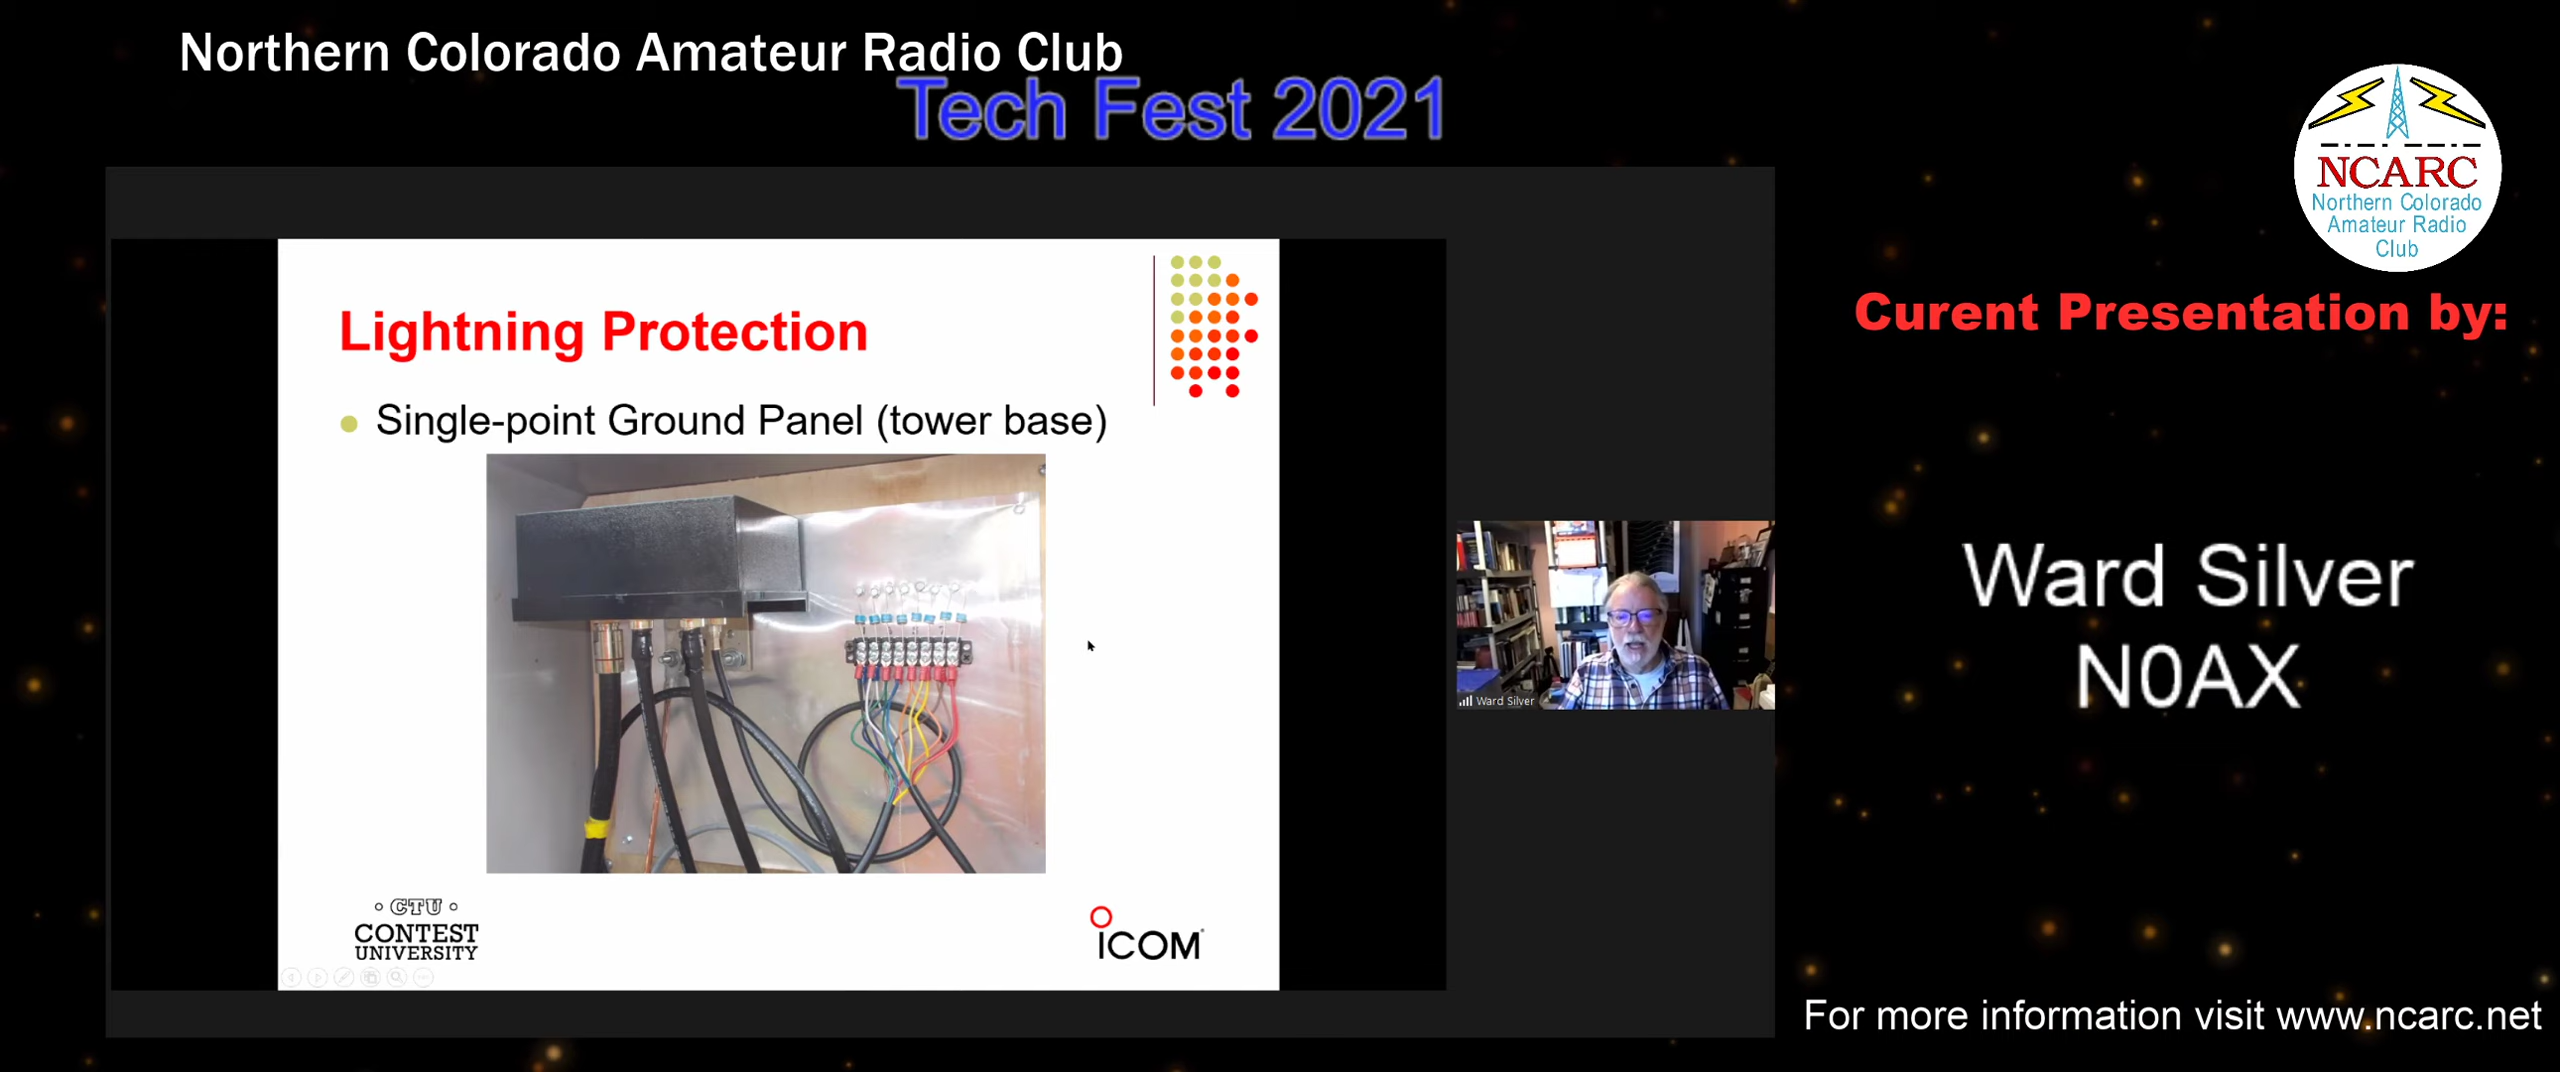 Northern Colorado Amateur Radio Club
Tech Fest 2021
NCARC
Northern Colorado
Amateur Radio
Club
Curent Presentation by:
Lightning Protection
Single-point Ground Panel (tower base)
Ward Silver
N0AX
Ward Silver
CTU
CONTEST
UNIVERSITY
ICOM
For more information visit www.ncarc.net